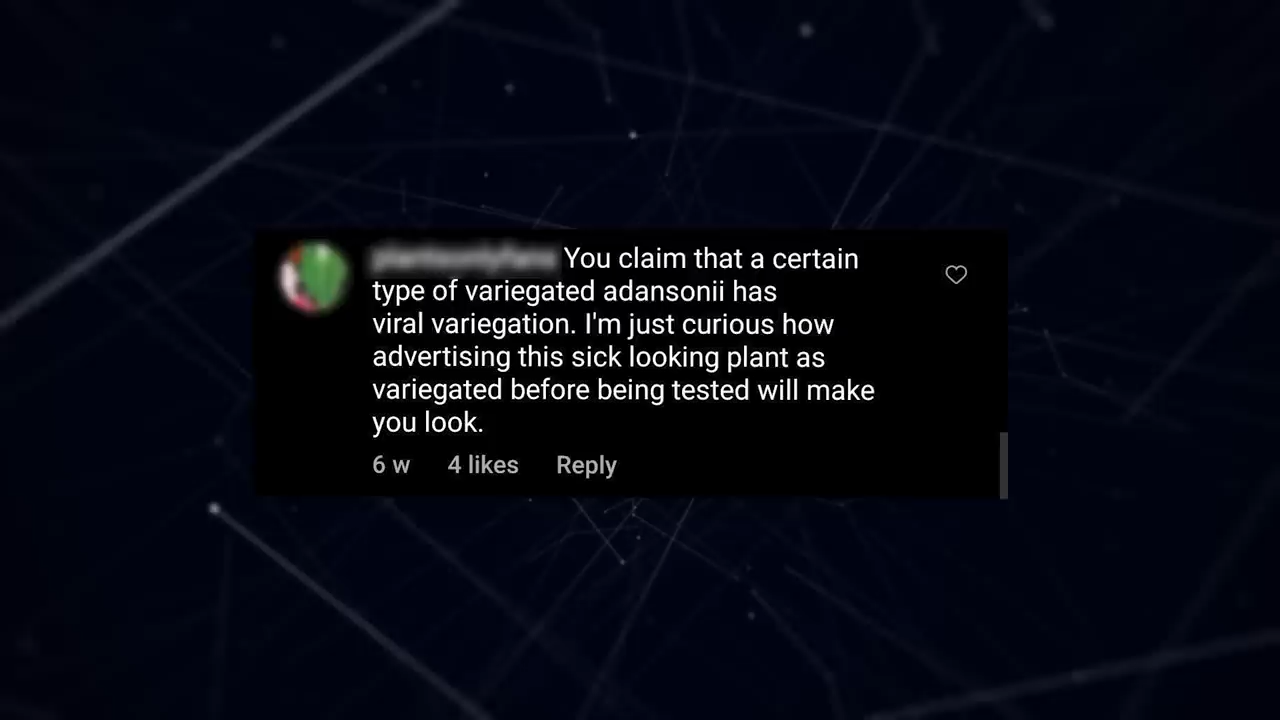 You claim that a certain
type of variegated adansonii has
viral variegation. I'm just curious how
advertising this sick looking plant as
variegated before being tested will make
you look.
6 w 4 likes Reply